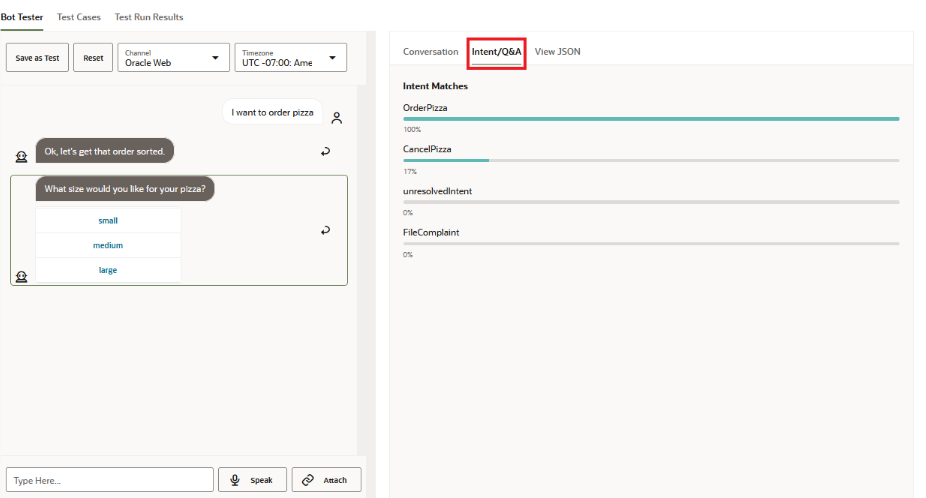 Bot Tester Test Cases Test Run Results
Save as Test Reset Channel Oracle Web Timezone UTC -07:00: Ame
I want to order pizza
Ok, let's get that order sorted.
What size would you like for your pizza?
small
medium
large
Type Here... Speak Attach
Conversation Intent/Q&A View JSON
Intent Matches
OrderPizza
100%
CancelPizza
17%
unresolvedIntent
0%
FileComplaint
0%